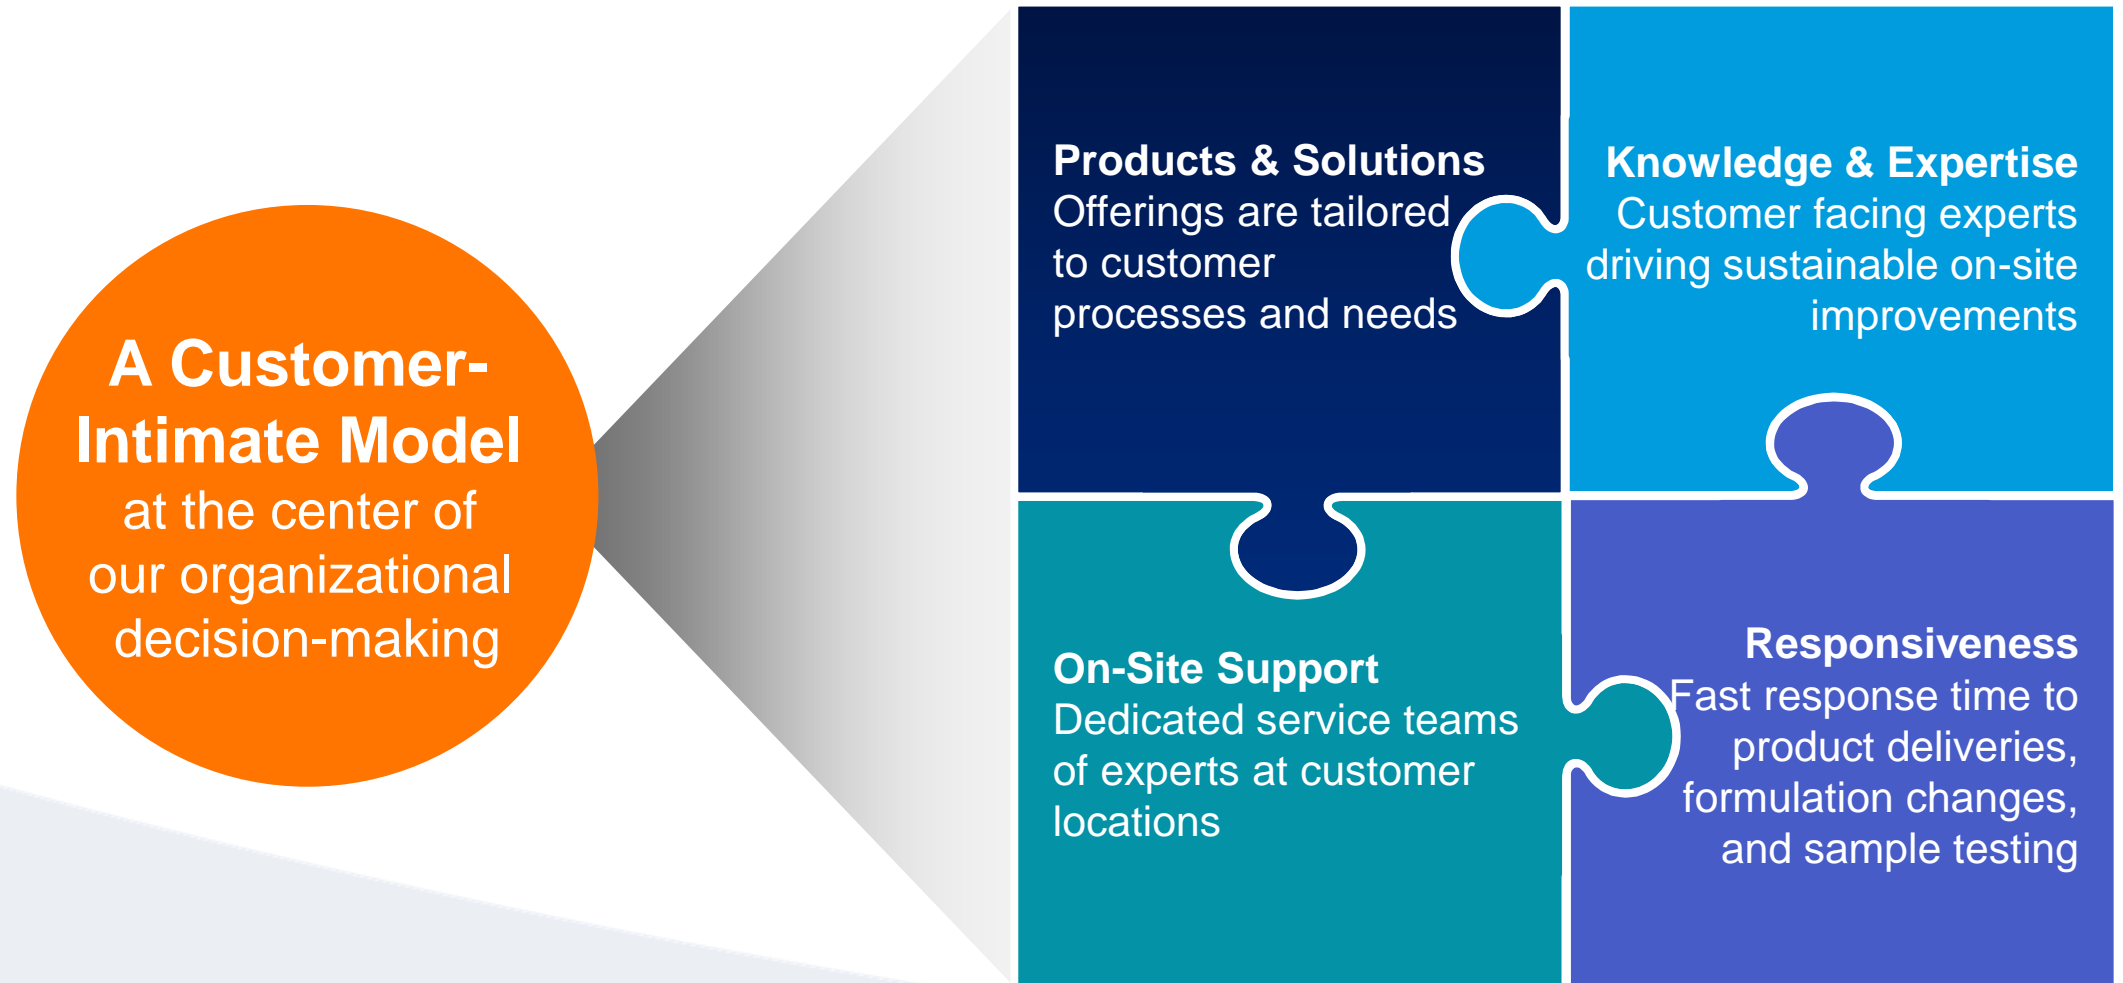 A Customer-
Intimate Model
at the center of
our organizational
decision-making
Products & Solutions
Offerings are tailored
to customer
processes and needs
Knowledge & Expertise
Customer facing experts
driving sustainable on-site
improvements
On-Site Support
Dedicated service teams
of experts at customer
locations
Responsiveness
Fast response time to
product deliveries,
formulation changes,
and sample testing